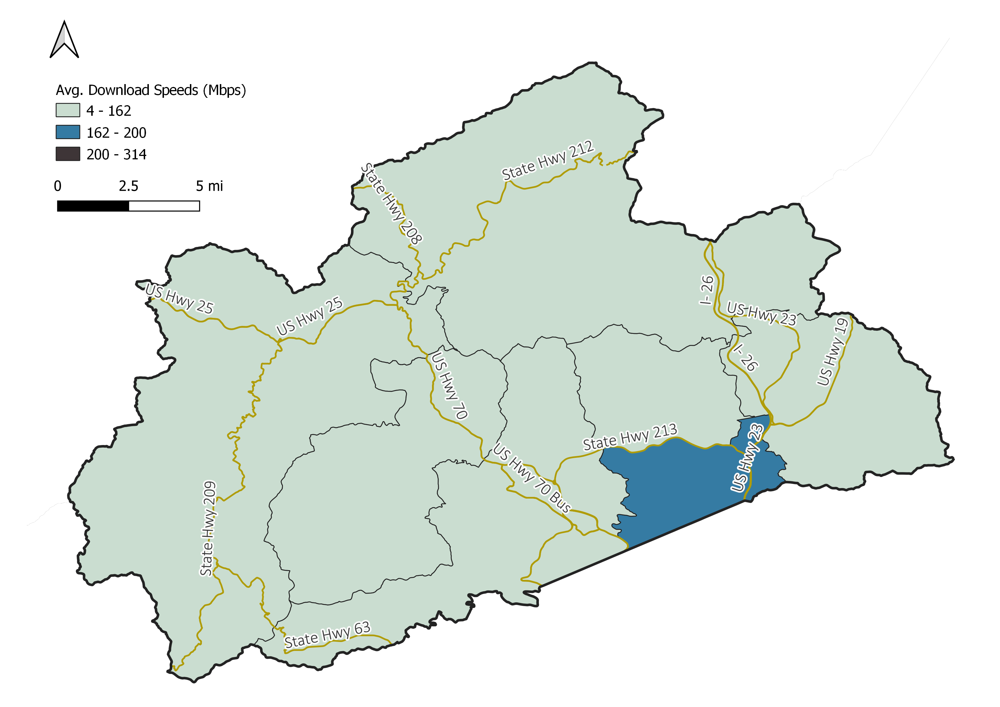 Avg. Download Speeds (Mbps)
4 - 162
162 - 200
200 - 314
0 2.5 5 mi
State Hwy 212
State Hwy 208
I- 26
US Hwy 25
US Hwy 25
US Hwy 23
US Hwy 19
I- 26
US Hwy 70
State Hwy 213
US Hwy 23
US Hwy 70 Bus
State Hwy 209
State Hwy 63